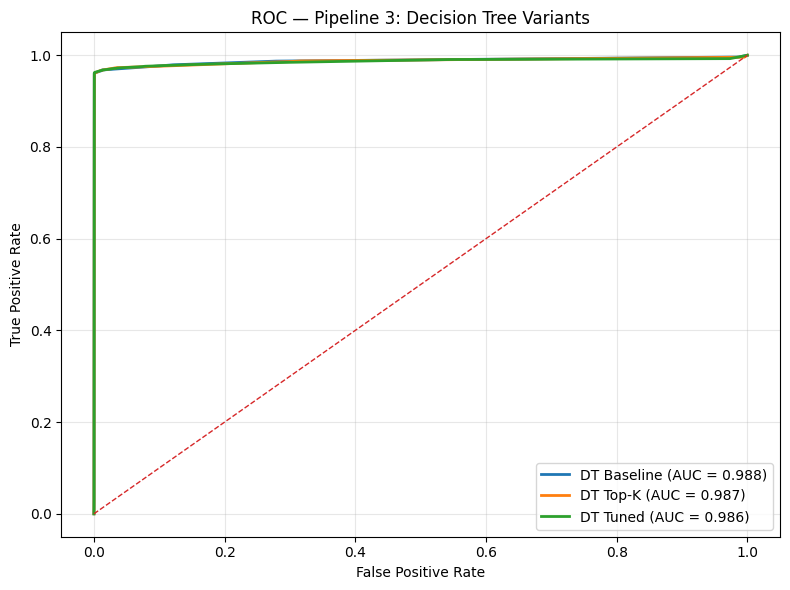 ROC — Pipeline 3: Decision Tree Variants
True Positive Rate
1.0
0.8
0.6
0.4
0.2
0.0
DT Baseline (AUC = 0.988)
DT Top-K (AUC = 0.987)
DT Tuned (AUC = 0.986)
0.0 0.2 0.4 0.6 0.8 1.0
False Positive Rate